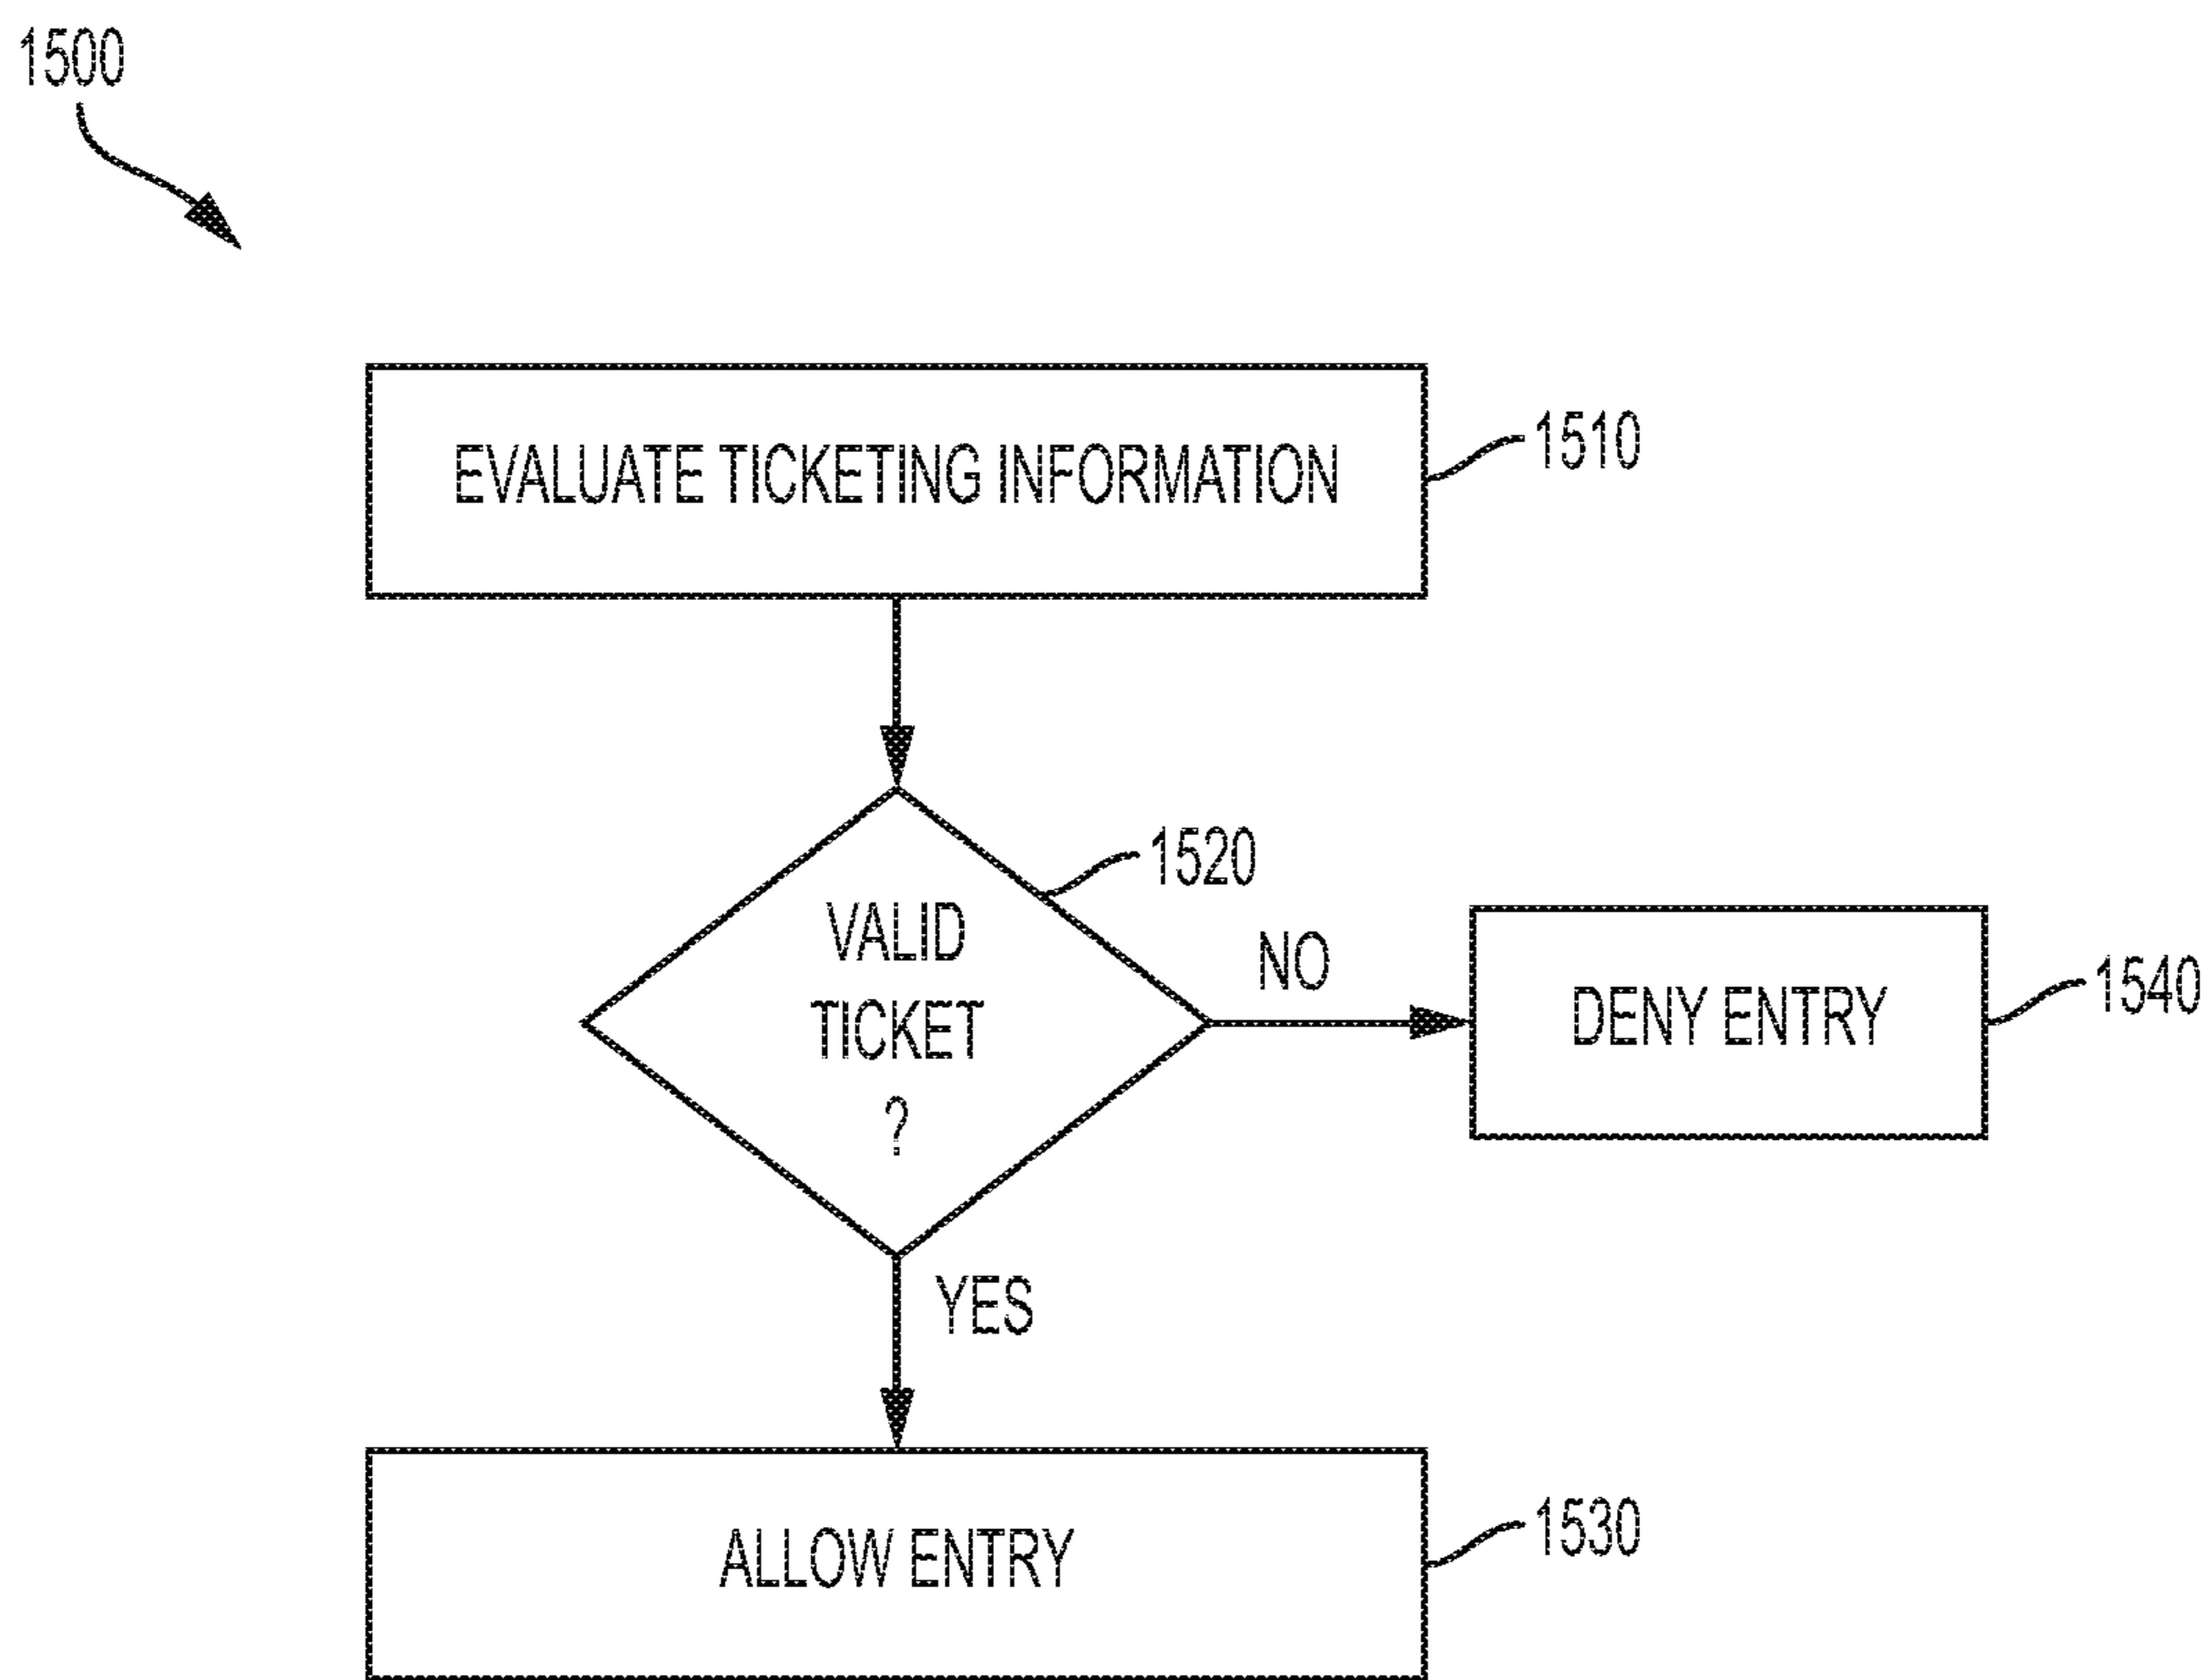 1500
EVALUATE TICKETING INFORMATION
1510
1520
VALID
TICKET
?
NO
DENY ENTRY
1540
YES
ALLOW ENTRY
1530